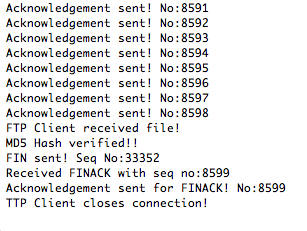 Acknowledgement sent! No:8591
Acknowledgement sent! No:8592
Acknowledgement sent! No:8593
Acknowledgement sent! No:8594
Acknowledgement sent! No:8595
Acknowledgement sent! No:8596
Acknowledgement sent! No:8597
Acknowledgement sent! No:8598
FTP Client received file!
MD5 Hash verified!!
FIN sent! Seq No:33352
Received FINACK with seq no:8599
Acknowledgement sent for FINACK! No:8599
TTP Client closes connection!